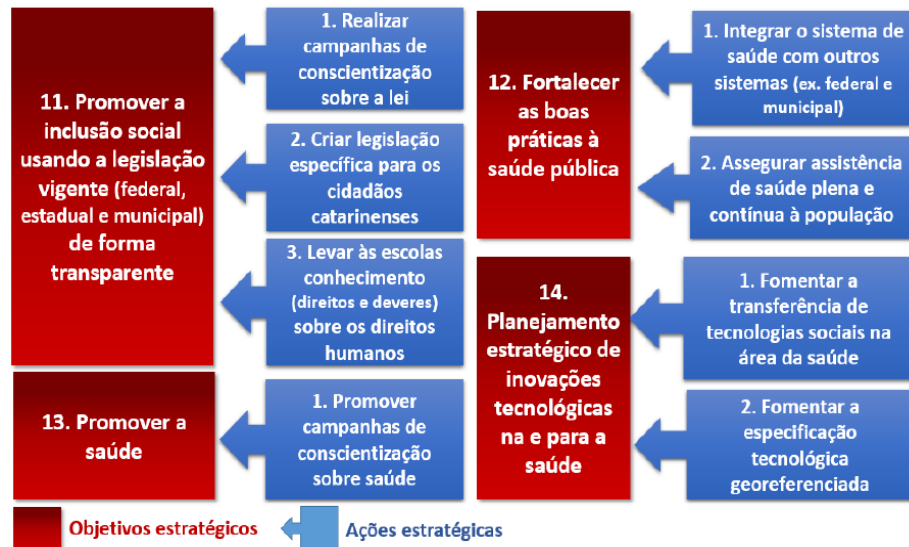 11. Promover a
inclusão social
usando a legislação
vigente (federal,
estadual e municipal)
de forma
transparente
1. Realizar
campanhas de
conscientização
sobre a lei
2. Criar legislação
específica para os
cidadãos
catarinenses
3. Levar às escolas
conhecimento
(direitos e deveres)
sobre os direitos
humanos
12. Fortalecer
as boas
práticas à
saúde pública
1. Integrar o sistema de
saúde com outros
sistemas (ex. federal e
municipal)
2. Assegurar assistência
de saúde plena e
contínua à população
13. Promover a
saúde
1. Promover
campanhas de
conscientização
sobre saúde
14.
Planejamento
estratégico de
inovações
tecnológicas
na e para a
saúde
1. Fomentar a
transferência de
tecnologias sociais na
área da saúde
2. Fomentar a
especificação
tecnológica
georeferenciada
Objetivos estratégicos
Ações estratégicas